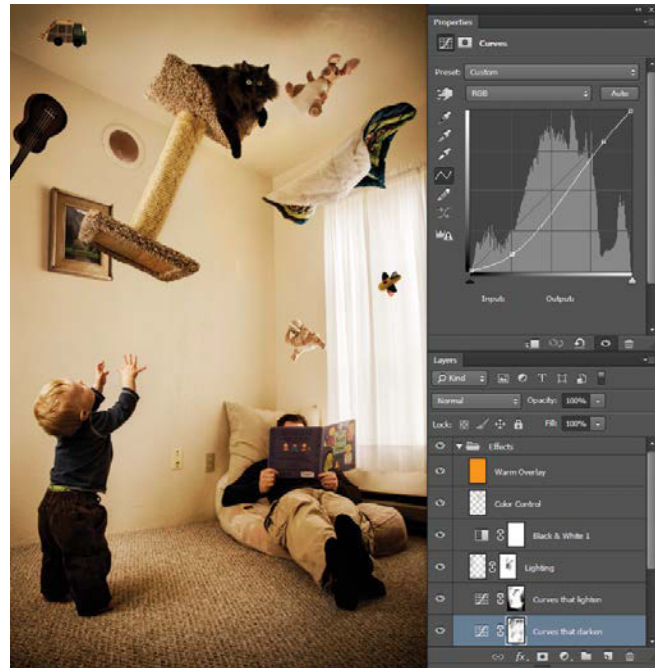 Properties
Curves
Preset: Custom
RGB
Auto
Input:
Output:
Layers
Kind
Normal
Opacity: 100%
Lock:
Fill: 100%
Effects
Warm Overlay
Color Control
Black & White 1
Lighting
Curves that lighten
Curves that darken
fx